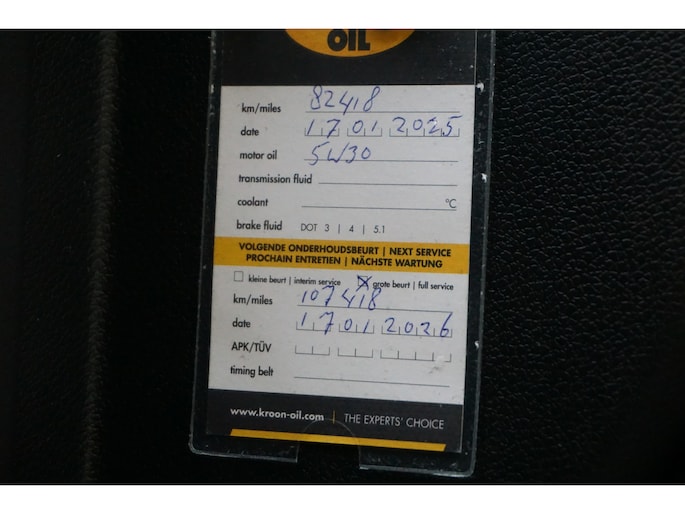 OIL
km/miles 82418
date 17 01 2025
motor oil 5W30
transmission fluid
coolant °C
brake fluid DOT 3 | 4 | 5.1
VOLGENDE ONDERHOUDSBEURT | NEXT SERVICE
PROCHAIN ENTRETIEN | NÄCHSTE WARTUNG
kleine beurt | interim service grote beurt | full service
km/miles 107418
date 17 01 2026
APK/TÜV
timing belt
www.kroon-oil.com | THE EXPERTS' CHOICE